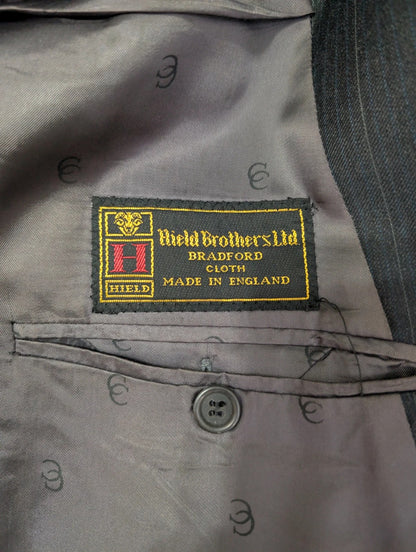 H
HIELD
Hield Brothers Ltd
BRADFORD
CLOTH
MADE IN ENGLAND